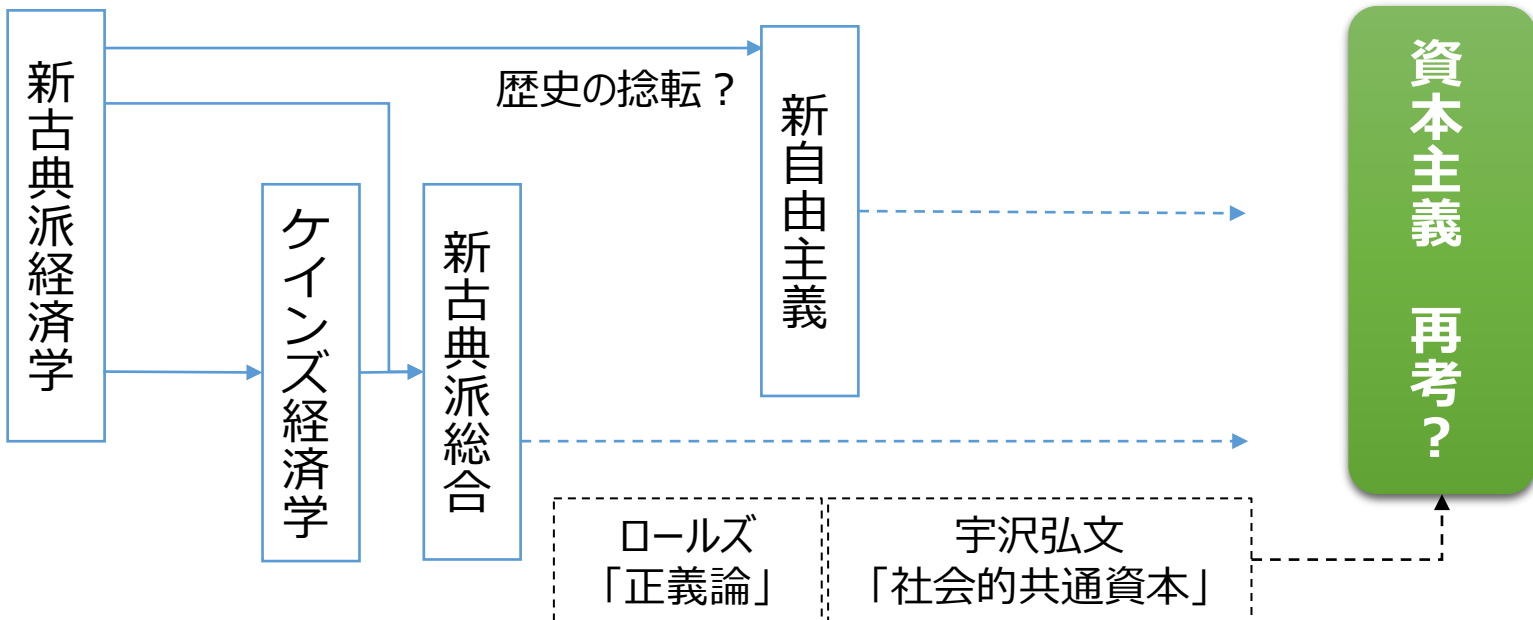 新古典派経済学
歴史の捻転？
ケインズ経済学
新古典派総合
新自由主義
ロールズ
「正義論」
宇沢弘文
「社会的共通資本」
資本主義　再考？